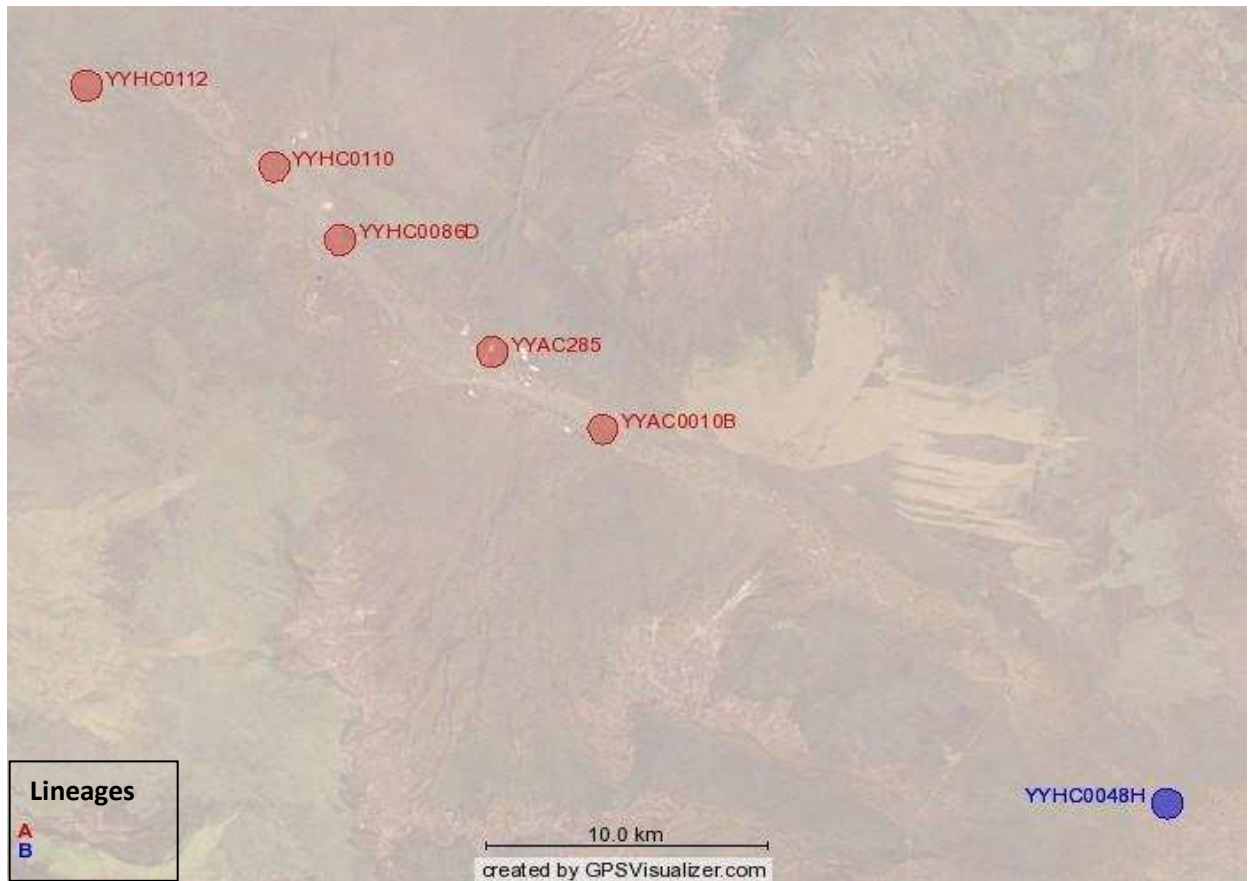 YYHC0112
YYHC0110
YYHC0086D
YYAC285
YYAC0010B
YYHC0048H
Lineages
A
B
10.0 km
created by GPSVisualizer.com